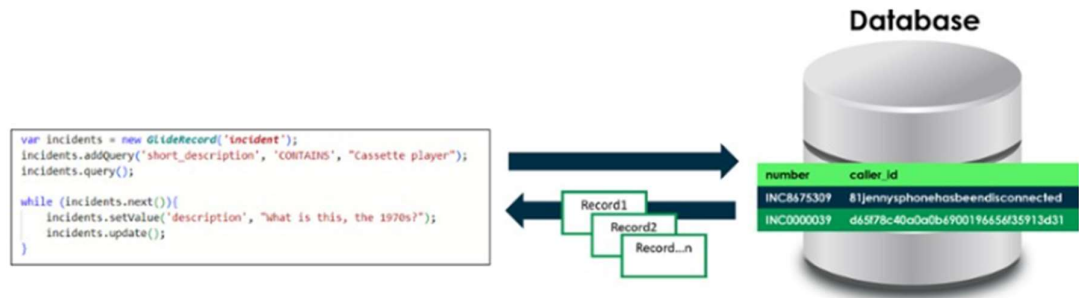 Database
var incidents = new GlideRecord('incident');
incidents.addQuery('short_description', 'CONTAINS', "Cassette player");
incidents.query();
while (incidents.next()){
incidents.setValue('description', "What is this, the 1970s?");
incidents.update();
}
Record1
Record2
Record...n
number caller_id
INC8675309 81jennysphonehasbeendisconnected
INC0000039 d65f78c40a0a0b6900196656f35913d31